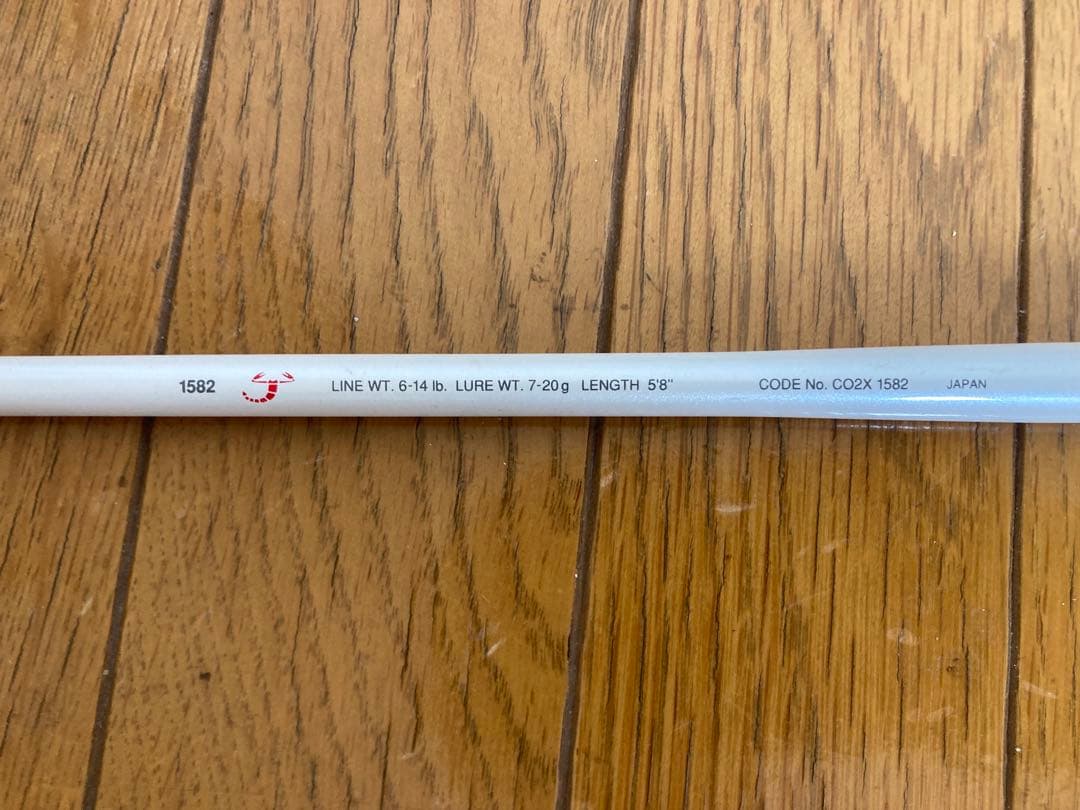 1582 LINE WT. 6-14 lb. LURE WT. 7-20g LENGTH 5'8" CODE No. CO2X 1582 JAPAN